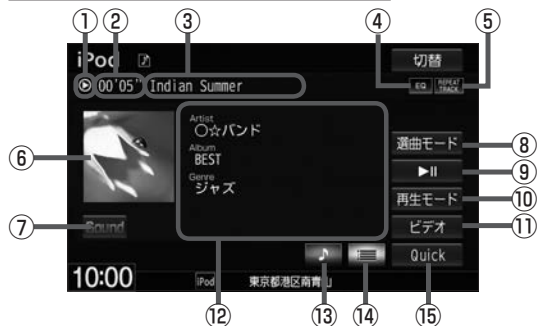 ① ② ③ ④ ⑤
iPod 切替
00'05" Indian Summer EQ REPEAT TRACK
Artist
○☆バンド
Album
BEST
Genre
ジャズ
⑥ 選曲モード ⑧
▶II ⑨
再生モード ⑩
⑦ Sound ビデオ ⑪
♪ Quick
10:00 iPod 東京都港区南青山
⑫ ⑬ ⑭ ⑮